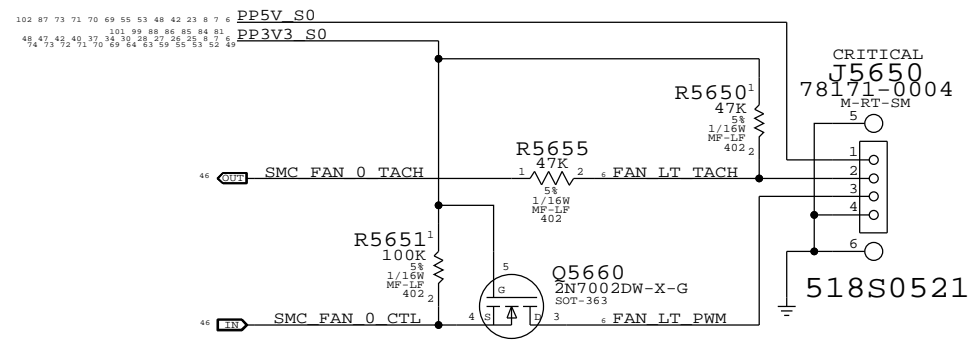 102 87 73 71 70 69 55 53 48 42 23 8 7 6 PP5V_S0
101 99 88 86 85 84 81
48 47 42 40 37 34 30 28 27 26 25 8 7 6 PP3V3_S0
74 73 72 71 70 69 64 63 59 55 53 52 49
CRITICAL
J5650
78171-0004
M-RT-SM
5
1
2
3
4
6
518S0521
R5650
1
47K
5%
1/16W
MF-LF
402
2
R5655
47K
1
2
5%
1/16W
MF-LF
402
46 OUT SMC_FAN_0_TACH
6 FAN_LT_TACH
R5651
1
100K
5%
1/16W
MF-LF
402
2
5
G
S
D
4
3
Q5660
2N7002DW-X-G
SOT-363
46 IN SMC_FAN_0_CTL
6 FAN_LT_PWM